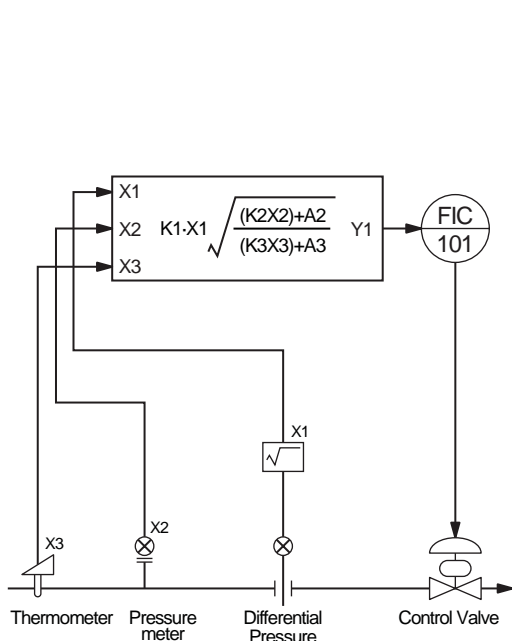 X1
X2
X3
K1·X1 √ (K2X2)+A2
(K3X3)+A3
Y1
FIC
101
X1
√
X2
X3
Thermometer
Pressure
meter
Differential
Pressure
Control Valve